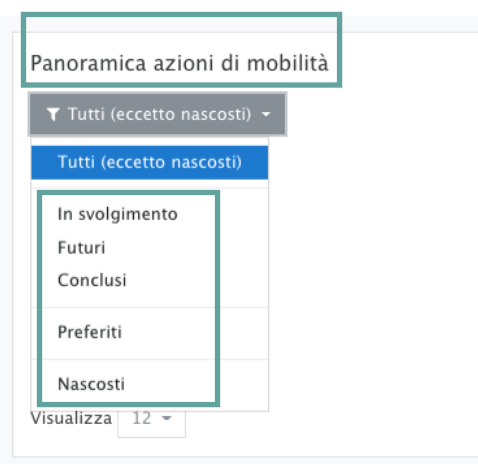 Panoramica azioni di mobilità
Tutti (eccetto nascosti)
Tutti (eccetto nascosti)
In svolgimento
Futuri
Conclusi
Preferiti
Nascosti
Visualizza 12